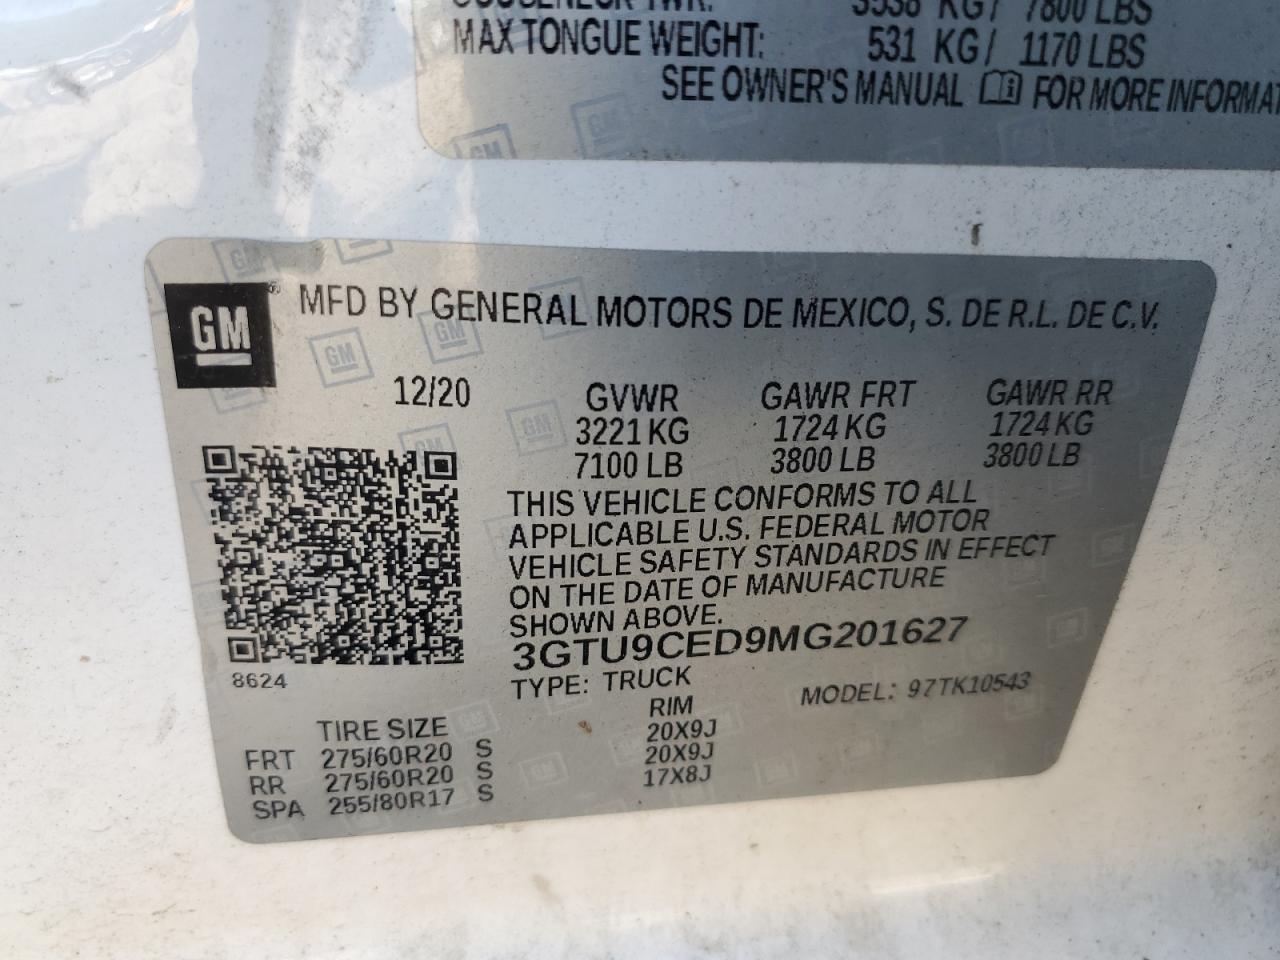 3538 KG/ 7800 LBS
MAX TONGUE WEIGHT: 531 KG/ 1170 LBS
SEE OWNER'S MANUAL FOR MORE
GM ® MFD BY GENERAL MOTORS DE MEXICO, S. DE R.L. DE C.V.
12/20 GVWR GAWR FRT GAWR RR
3221 KG 1724 KG 1724 KG
7100 LB 3800 LB 3800 LB
THIS VEHICLE CONFORMS TO ALL
APPLICABLE U.S. FEDERAL MOTOR
VEHICLE SAFETY STANDARDS IN EFFECT
ON THE DATE OF MANUFACTURE
SHOWN ABOVE.
3GTU9CED9MG201627
8624
TYPE: TRUCK MODEL: 97TK10543
TIRE SIZE RIM
FRT 275/60R20 S 20X9J
RR 275/60R20 S 20X9J
SPA 255/80R17 S 17X8J